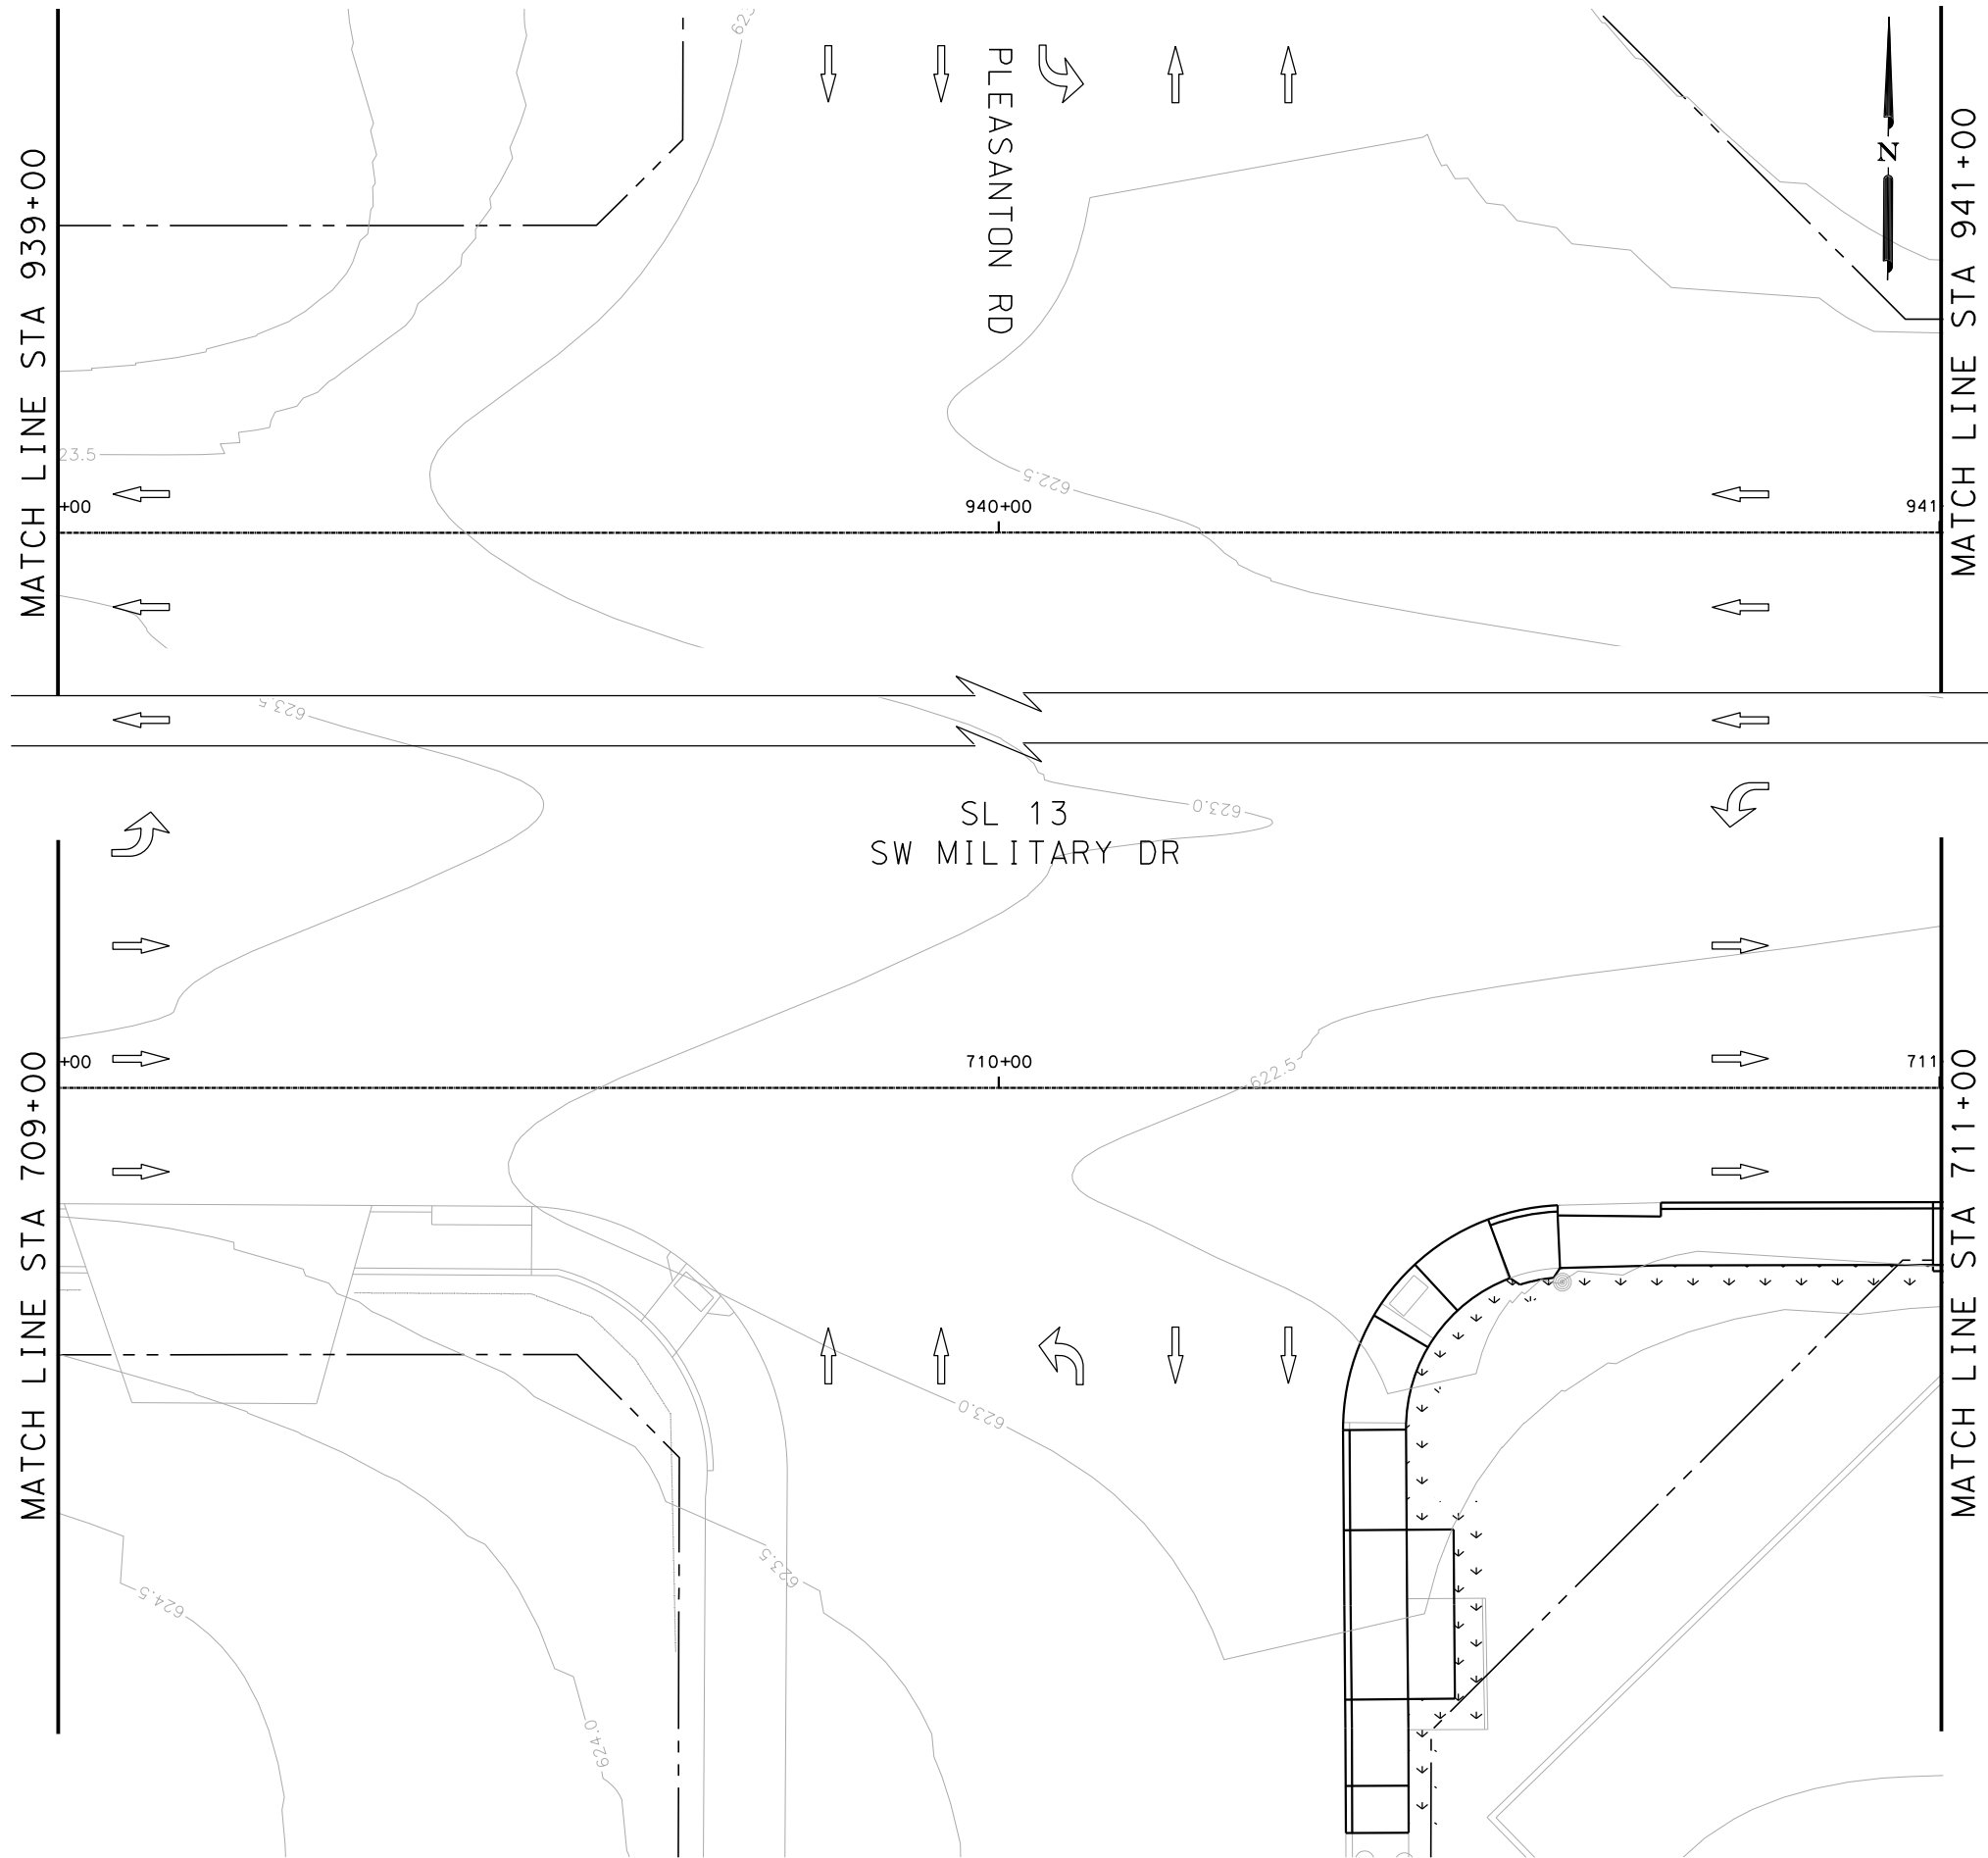 PLEASANTON RD
N
MATCH LINE STA 939+00
MATCH LINE STA 941+00
23.5
622.5
+00
940+00
941
623.5
623.0
SL 13
SW MILITARY DR
MATCH LINE STA 709+00
MATCH LINE STA 711+00
+00
710+00
711
622.5
623.0
623.5
624.5
624.0